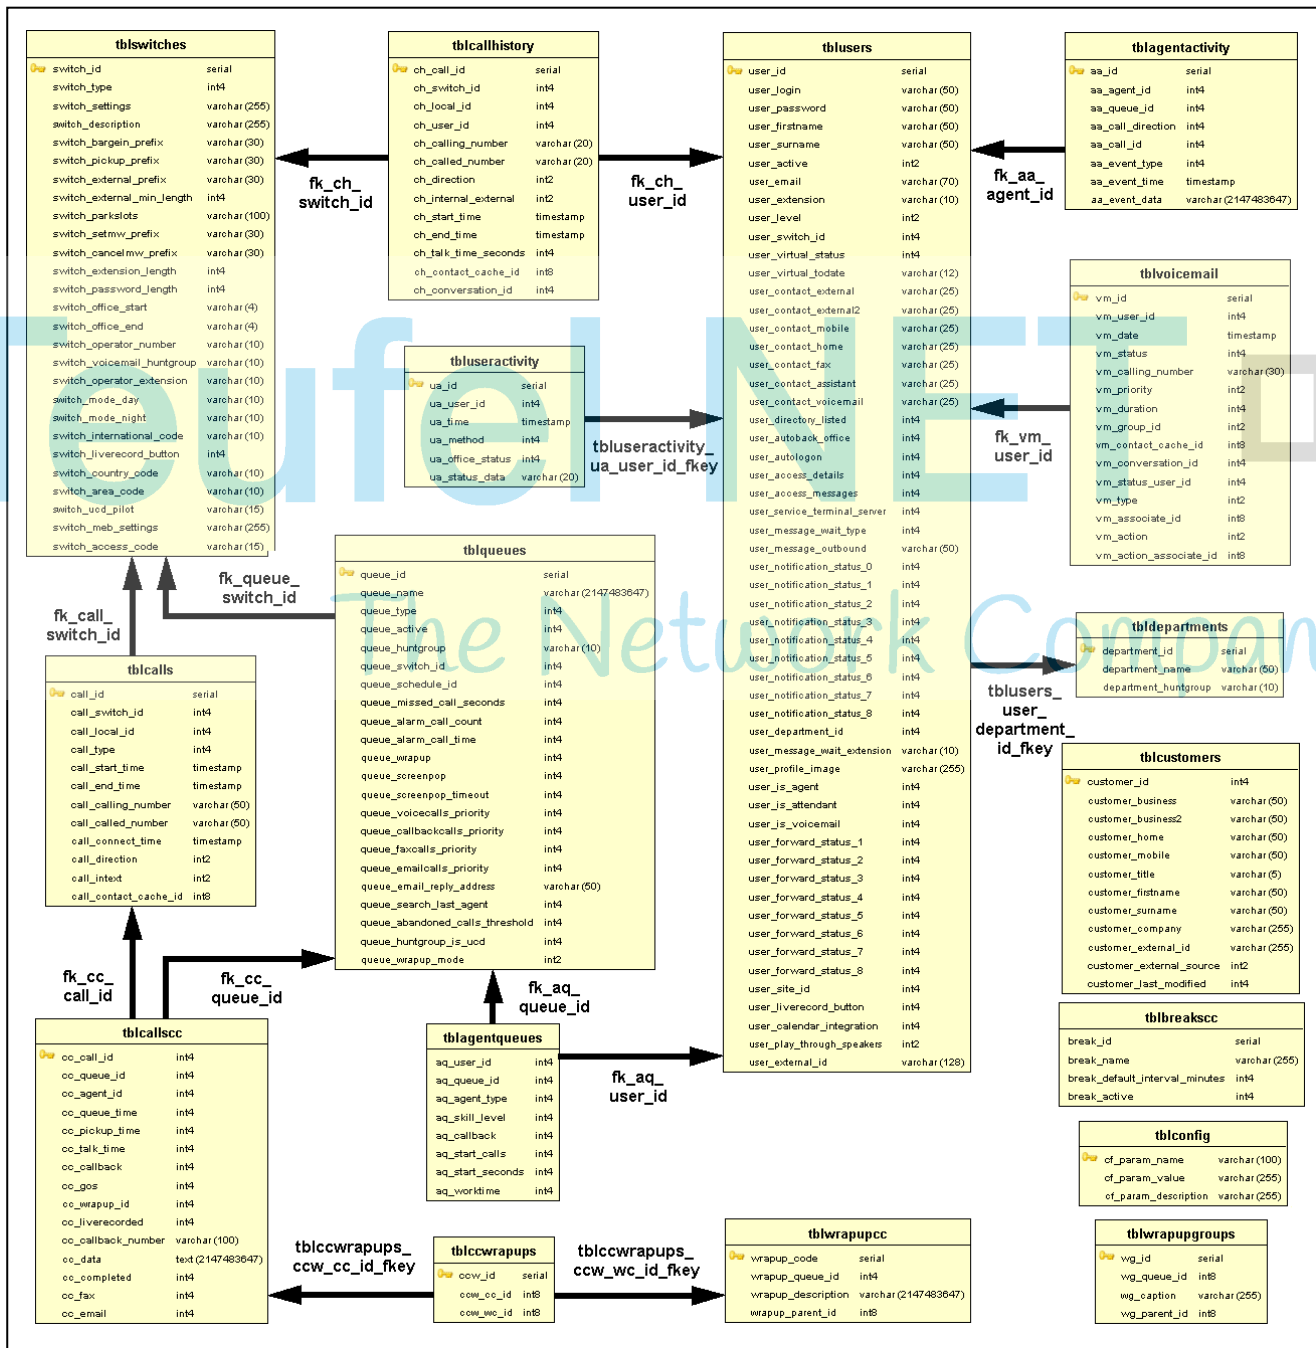 tblswitches
switch_id serial
switch_type int4
switch_settings varchar(255)
switch_description varchar(255)
switch_bargein_prefix varchar(30)
switch_pickup_prefix varchar(30)
switch_external_prefix varchar(30)
switch_external_min_length int4
switch_parkslots varchar(100)
switch_setmw_prefix varchar(30)
switch_cancelmw_prefix varchar(30)
switch_extension_length int4
switch_password_length int4
switch_office_start varchar(4)
switch_office_end varchar(4)
switch_operator_number varchar(10)
switch_voicemail_huntgroup varchar(10)
switch_operator_extension varchar(10)
switch_mode_day varchar(10)
switch_mode_night varchar(10)
switch_international_code varchar(10)
switch_liverecord_button int4
switch_country_code varchar(10)
switch_area_code varchar(10)
switch_ucd_pilot varchar(15)
switch_meb_settings varchar(255)
switch_access_code varchar(15)
tblcallhistory
ch_call_id serial
ch_switch_id int4
ch_local_id int4
ch_user_id int4
ch_calling_number varchar(20)
ch_called_number varchar(20)
ch_direction int2
ch_internal_external int2
ch_start_time timestamp
ch_end_time timestamp
ch_talk_time_seconds int4
ch_contact_cache_id int8
ch_conversation_id int4
fk_ch_
switch_id
fk_ch_
user_id
tblusers
user_id serial
user_login varchar(50)
user_password varchar(50)
user_firstname varchar(50)
user_surname varchar(50)
user_active int2
user_email varchar(70)
user_extension varchar(10)
user_level int2
user_switch_id int4
user_virtual_status int4
user_virtual_todate varchar(12)
user_contact_external varchar(25)
user_contact_external2 varchar(25)
user_contact_mobile varchar(25)
user_contact_home varchar(25)
user_contact_fax varchar(25)
user_contact_assistant varchar(25)
user_contact_voicemail varchar(25)
user_directory_listed int4
user_autoback_office int4
user_autologon int4
user_access_details int4
user_access_messages int4
user_service_terminal_server int4
user_message_wait_type int4
user_message_outbound varchar(50)
user_notification_status_0 int4
user_notification_status_1 int4
user_notification_status_2 int4
user_notification_status_3 int4
user_notification_status_4 int4
user_notification_status_5 int4
user_notification_status_6 int4
user_notification_status_7 int4
user_notification_status_8 int4
user_department_id int4
user_message_wait_extension varchar(10)
user_profile_image varchar(255)
user_is_agent int4
user_is_attendant int4
user_is_voicemail int4
user_forward_status_1 int4
user_forward_status_2 int4
user_forward_status_3 int4
user_forward_status_4 int4
user_forward_status_5 int4
user_forward_status_6 int4
user_forward_status_7 int4
user_forward_status_8 int4
user_site_id int4
user_liverecord_button int4
user_calendar_integration int4
user_play_through_speakers int2
user_external_id varchar(128)
tblagentactivity
aa_id serial
aa_agent_id int4
aa_queue_id int4
aa_call_direction int4
aa_call_id int4
aa_event_type int4
aa_event_time timestamp
aa_event_data varchar(2147483647)
fk_aa_
agent_id
tblvoicemail
vm_id serial
vm_user_id int4
vm_date timestamp
vm_status int4
vm_calling_number varchar(30)
vm_priority int2
vm_duration int4
vm_group_id int2
vm_contact_cache_id int8
vm_conversation_id int4
vm_status_user_id int4
vm_type int2
vm_associate_id int8
vm_action int2
vm_action_associate_id int8
fk_vm_
user_id
tbluseractivity
ua_id serial
ua_user_id int4
ua_time timestamp
ua_method int4
ua_office_status int4
ua_status_data varchar(20)
tbluseractivity_
ua_user_id_fkey
Teufel NET
The Network Compan
tblqueues
queue_id serial
queue_name varchar(2147483647)
queue_type int4
queue_active int4
queue_huntgroup varchar(10)
queue_switch_id int4
queue_schedule_id int4
queue_missed_call_seconds int4
queue_alarm_call_count int4
queue_alarm_call_time int4
queue_wrapup int4
queue_screenpop int4
queue_screenpop_timeout int4
queue_voicecalls_priority int4
queue_callbackcalls_priority int4
queue_faxcalls_priority int4
queue_emailcalls_priority int4
queue_email_reply_address varchar(50)
queue_search_last_agent int4
queue_abandoned_calls_threshold int4
queue_huntgroup_is_ucd int4
queue_wrapup_mode int2
fk_queue_
switch_id
fk_call_
switch_id
tblcalls
call_id serial
call_switch_id int4
call_local_id int4
call_type int4
call_start_time timestamp
call_end_time timestamp
call_calling_number varchar(50)
call_called_number varchar(50)
call_connect_time timestamp
call_direction int2
call_intext int2
call_contact_cache_id int8
tbldepartments
department_id serial
department_name varchar(50)
department_huntgroup varchar(10)
tblusers_
user_
department_
id_fkey
tblcustomers
customer_id int4
customer_business varchar(50)
customer_business2 varchar(50)
customer_home varchar(50)
customer_mobile varchar(50)
customer_title varchar(5)
customer_firstname varchar(50)
customer_surname varchar(50)
customer_company varchar(255)
customer_external_id varchar(255)
customer_external_source int2
customer_last_modified int4
fk_cc_
call_id
fk_cc_
queue_id
fk_aq_
queue_id
fk_aq_
user_id
tblcallscc
cc_call_id int4
cc_queue_id int4
cc_agent_id int4
cc_queue_time int4
cc_pickup_time int4
cc_talk_time int4
cc_callback int4
cc_gos int4
cc_wrapup_id int4
cc_liverecorded int4
cc_callback_number varchar(100)
cc_data text(2147483647)
cc_completed int4
cc_fax int4
cc_email int4
tblagentqueues
aq_user_id int4
aq_queue_id int4
aq_agent_type int4
aq_skill_level int4
aq_callback int4
aq_start_calls int4
aq_start_seconds int4
aq_worktime int4
tblbreakscc
break_id serial
break_name varchar(255)
break_default_interval_minutes int4
break_active int4
tblconfig
cf_param_name varchar(100)
cf_param_value varchar(255)
cf_param_description varchar(255)
tblccwrapups_
ccw_cc_id_fkey
tblccwrapups
ccw_id serial
ccw_cc_id int8
ccw_wc_id int8
tblccwrapups_
ccw_wc_id_fkey
tblwrapupcc
wrapup_code serial
wrapup_queue_id int4
wrapup_description varchar(2147483647)
wrapup_parent_id int8
tblwrapupgroups
wg_id serial
wg_queue_id int8
wg_caption varchar(255)
wg_parent_id int8